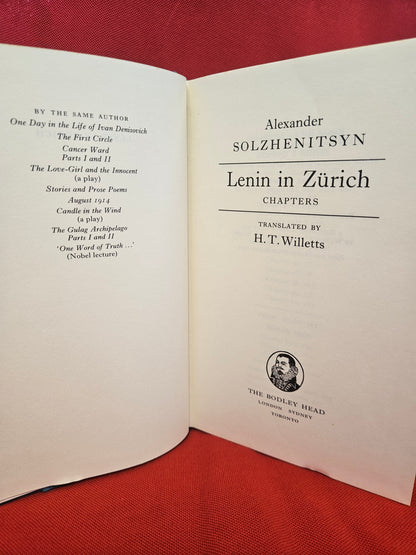 BY THE SAME AUTHOR
One Day in the Life of Ivan Denisovich
The First Circle
Cancer Ward
Parts I and II
The Love-Girl and the Innocent
(a play)
Stories and Prose Poems
August 1914
Candle in the Wind
(a play)
The Gulag Archipelago
Parts I and II
'One Word of Truth ...'
(Nobel lecture)
Alexander
SOLZHENITSYN
Lenin in Zürich
CHAPTERS
TRANSLATED BY
H. T. Willetts
THE BODLEY HEAD
LONDON SYDNEY
TORONTO